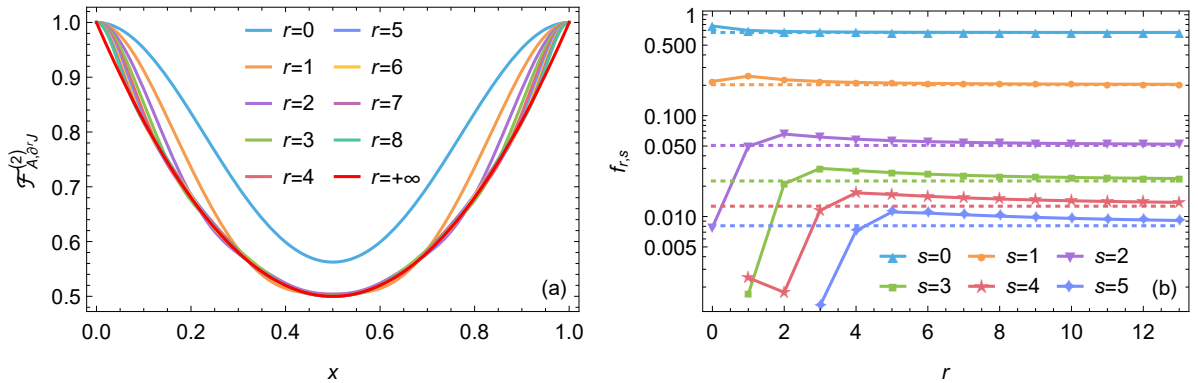 1.0
0.9
0.8
0.7
0.6
0.5
ℱ^{(2)}_{A,∂^r J}
r=0
r=1
r=2
r=3
r=4
r=5
r=6
r=7
r=8
r=+∞
(a)
0.0 0.2 0.4 0.6 0.8 1.0
x
1
0.500
0.100
0.050
0.010
0.005
f_{r,s}
s=0 s=1 s=2
s=3 s=4 s=5
(b)
0 2 4 6 8 10 12
r